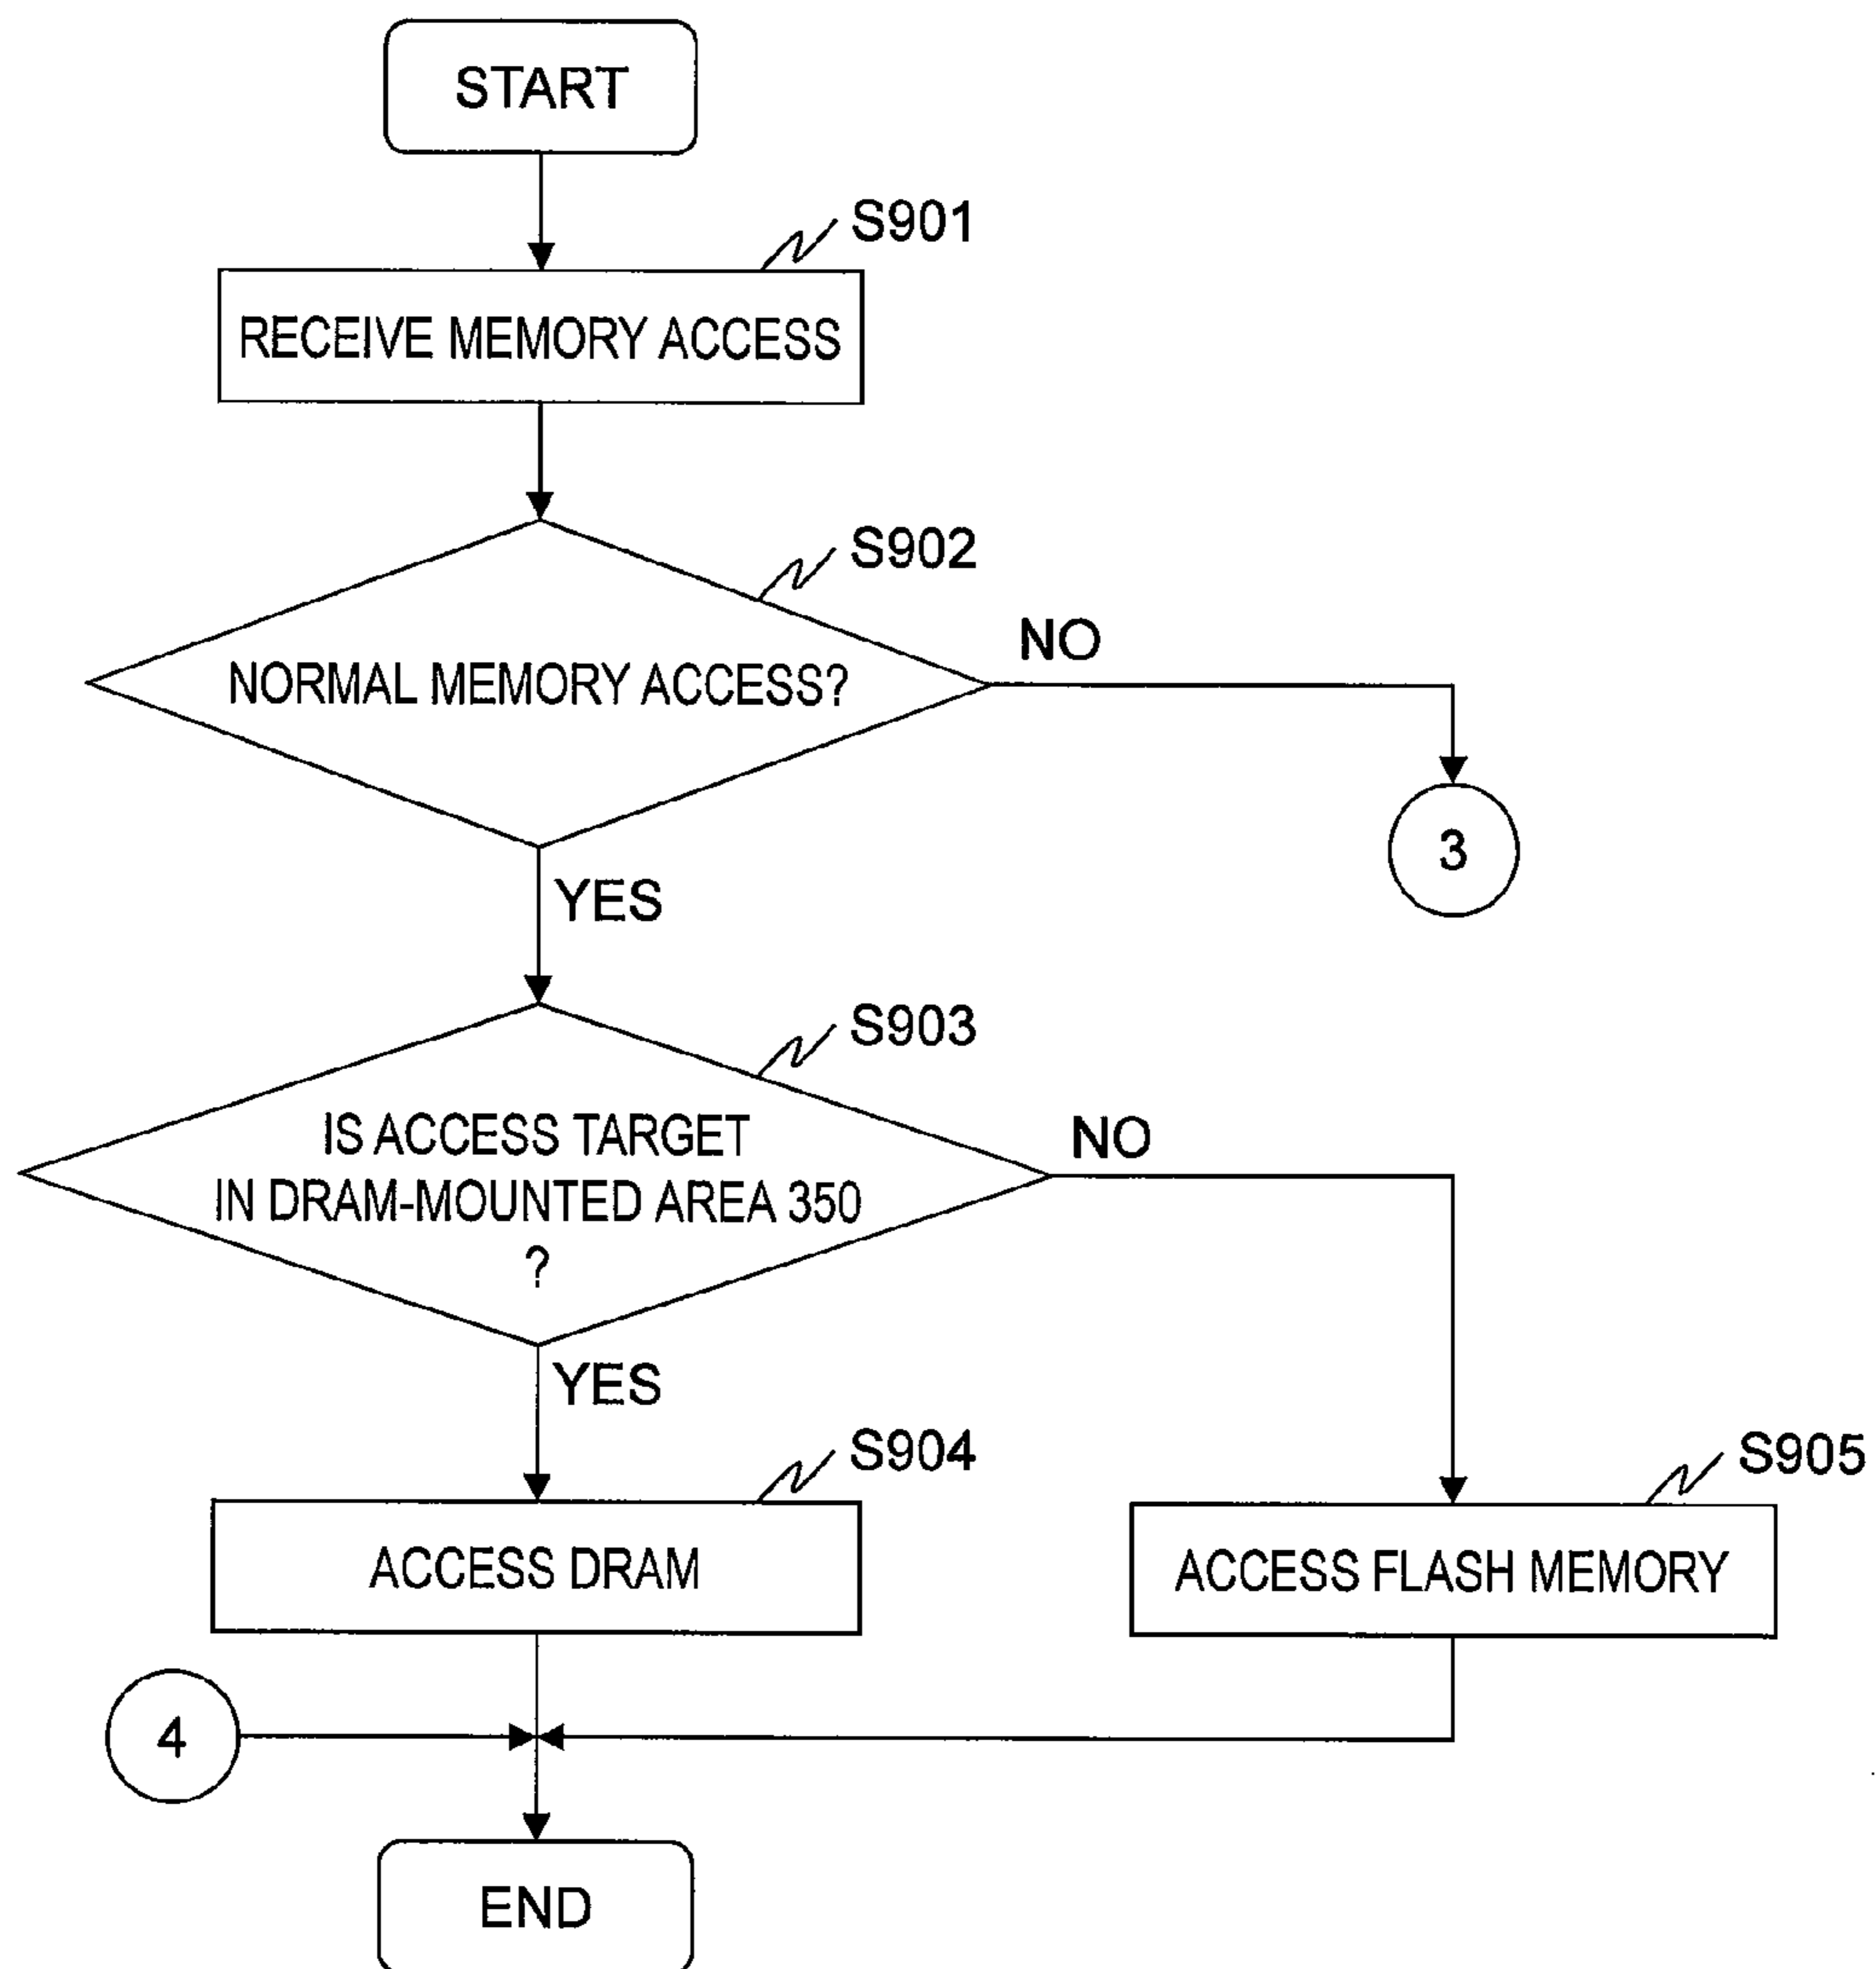 START
S901
RECEIVE MEMORY ACCESS
S902
NORMAL MEMORY ACCESS?
NO
3
YES
S903
IS ACCESS TARGET
IN DRAM-MOUNTED AREA 350
?
NO
YES
S904
ACCESS DRAM
S905
ACCESS FLASH MEMORY
4
END